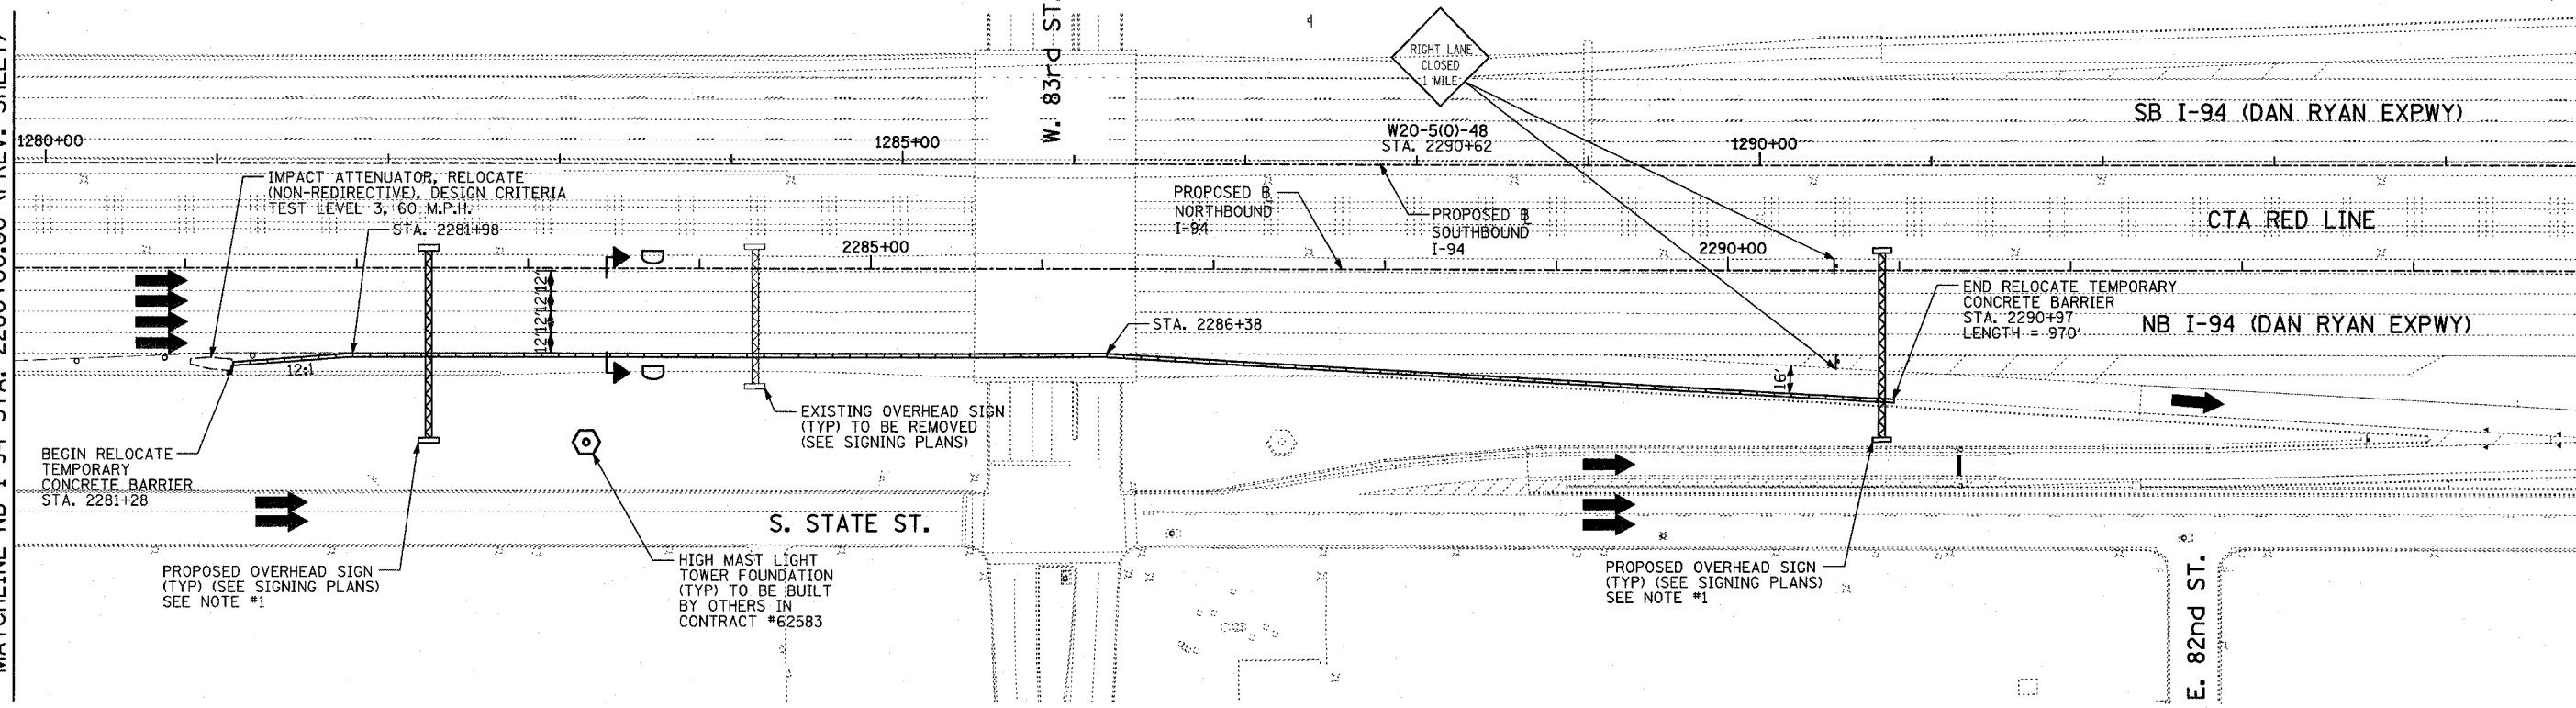 W. 83rd ST.
RIGHT LANE
CLOSED
1 MILE
SB I-94 (DAN RYAN EXPWY)
1280+00
1285+00
W20-5(O)-48
STA. 2290+62
1290+00
IMPACT ATTENUATOR, RELOCATE
(NON-REDIRECTIVE), DESIGN CRITERIA
TEST LEVEL 3, 60 M.P.H.
STA. 2281+98
PROPOSED
NORTHBOUND
I-94
PROPOSED
SOUTHBOUND
I-94
CTA RED LINE
D
2285+00
2290+00
12'
12'
12'
12'
END RELOCATE TEMPORARY
CONCRETE BARRIER
STA. 2290+97
LENGTH = 970'
NB I-94 (DAN RYAN EXPWY)
STA. 2286+38
12:1
D
16'
EXISTING OVERHEAD SIGN
(TYP) TO BE REMOVED
(SEE SIGNING PLANS)
BEGIN RELOCATE
TEMPORARY
CONCRETE BARRIER
STA. 2281+28
S. STATE ST.
PROPOSED OVERHEAD SIGN
(TYP) (SEE SIGNING PLANS)
SEE NOTE #1
HIGH MAST LIGHT
TOWER FOUNDATION
(TYP) TO BE BUILT
BY OTHERS IN
CONTRACT #62583
PROPOSED OVERHEAD SIGN
(TYP) (SEE SIGNING PLANS)
SEE NOTE #1
E. 82nd ST.